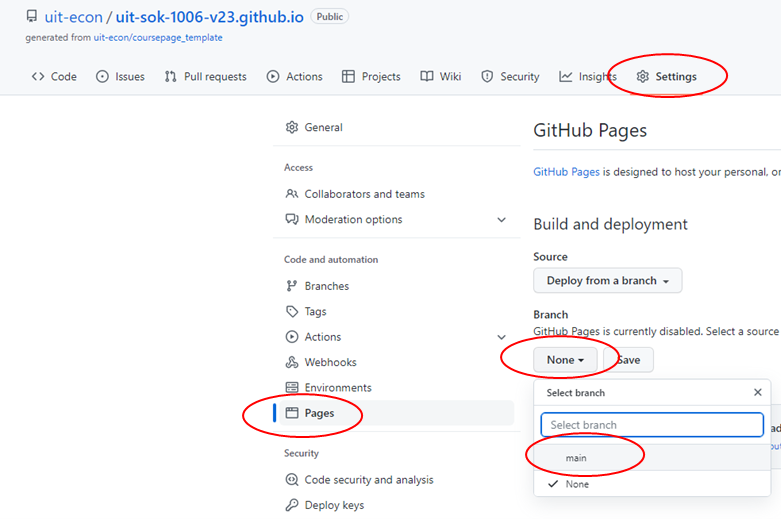 uit-econ / uit-sok-1006-v23.github.io Public
generated from uit-econ/coursepage_template
Code Issues Pull requests Actions Projects Wiki Security Insights Settings
General
Access
Collaborators and teams
Moderation options
Code and automation
Branches
Tags
Actions
Webhooks
Environments
Pages
Security
Code security and analysis
Deploy keys
GitHub Pages
GitHub Pages is designed to host your personal, or
Build and deployment
Source
Deploy from a branch
Branch
GitHub Pages is currently disabled. Select a source
None Save
Select branch
Select branch
main
None